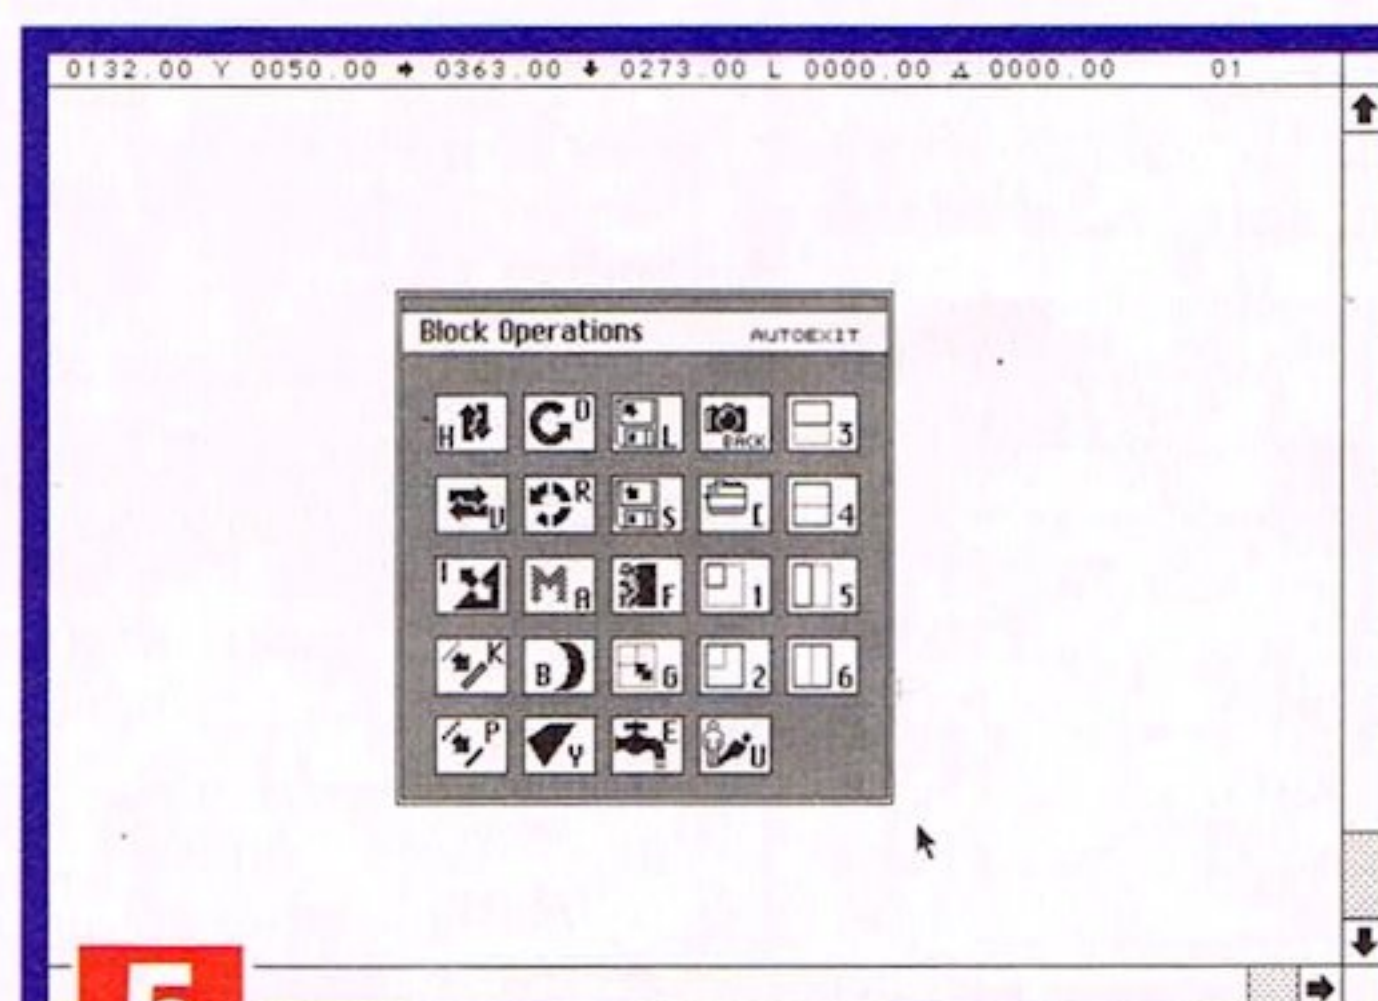 0132.00 Y 0050.00 → 0363.00 ↓ 0273.00 L 0000.00 ∡ 0000.00 01
Block Operations AUTOEXIT
H O L BACK 3
V R S C 4
I M A F 1 5
K B G 2 6
P Y E U
5